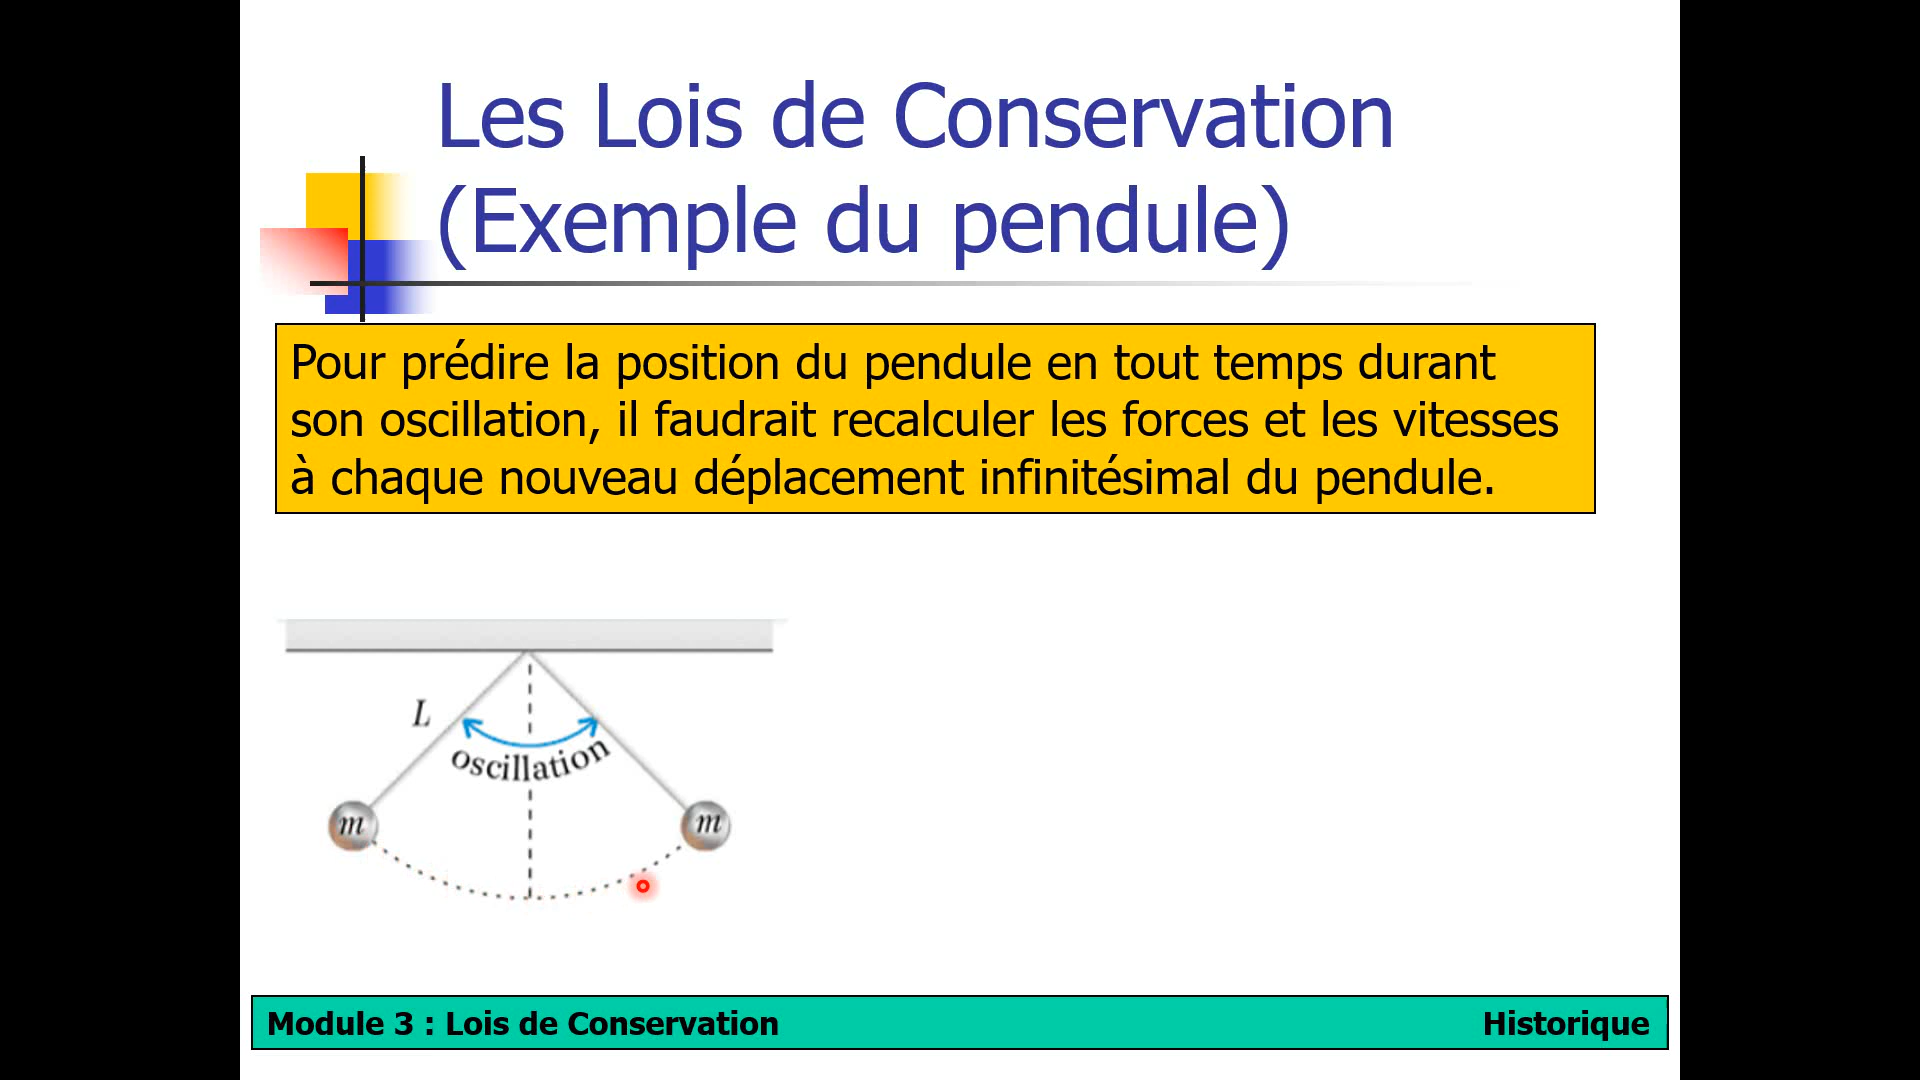 Les Lois de Conservation
(Exemple du pendule)
Pour prédire la position du pendule en tout temps durant
son oscillation, il faudrait recalculer les forces et les vitesses
à chaque nouveau déplacement infinitésimal du pendule.
L
oscillation
m
m
Module 3 : Lois de Conservation
Historique